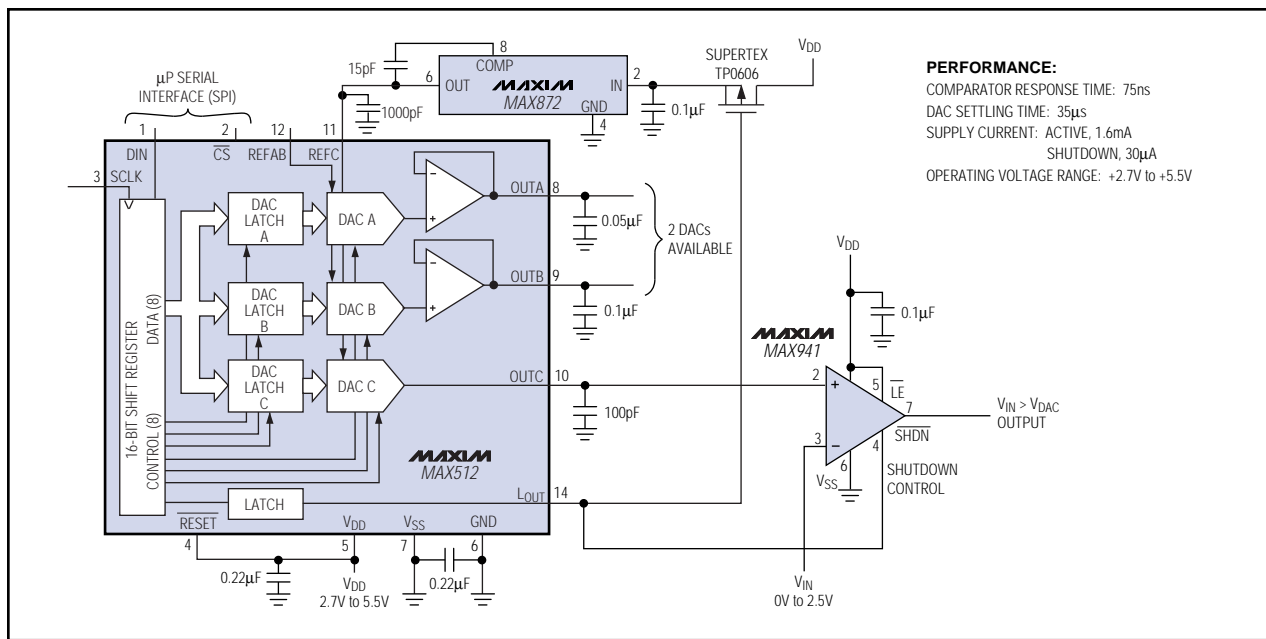 μP SERIAL
INTERFACE (SPI)
1
2
12
11
DIN
CS
REFAB
REFC
3 SCLK
15pF
1000pF
8
COMP
6
OUT
MAXIM
MAX872
IN
2
GND
4
0.1μF
SUPERTEX
TP0606
VDD
PERFORMANCE:
COMPARATOR RESPONSE TIME: 75ns
DAC SETTLING TIME: 35μs
SUPPLY CURRENT: ACTIVE, 1.6mA
SHUTDOWN, 30μA
OPERATING VOLTAGE RANGE: +2.7V to +5.5V
16-BIT SHIFT REGISTER
DATA (8)
CONTROL (8)
DAC
LATCH
A
DAC A
−
+
OUTA
8
0.05μF
2 DACs
AVAILABLE
DAC
LATCH
B
DAC B
−
+
OUTB
9
0.1μF
DAC
LATCH
C
DAC C
OUTC
10
100pF
MAXIM
MAX512
LATCH
LOUT
14
RESET
4
VDD
5
VSS
7
GND
6
0.22μF
VDD
2.7V to 5.5V
0.22μF
VDD
0.1μF
MAXIM
MAX941
2
+
5
LE
7
VIN > VDAC
OUTPUT
3
−
SHDN
4
6
VSS
SHUTDOWN
CONTROL
VIN
0V to 2.5V